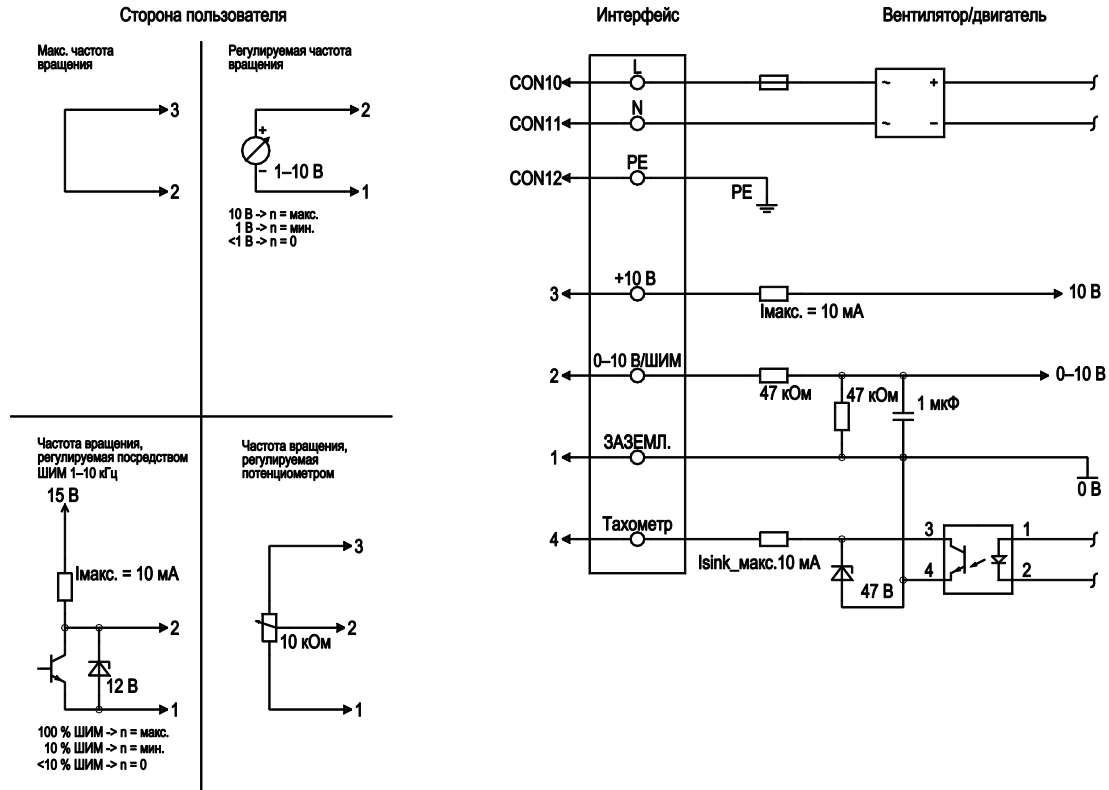 Сторона пользователя
Интерфейс
Вентилятор/двигатель
Макс. частота
вращения
3
2
Регулируемая частота
вращения
2
+
–
1–10 В
1
10 В -> n = макс.
1 В -> n = мин.
<1 В -> n = 0
Частота вращения,
регулируемая посредством
ШИМ 1–10 кГц
15 В
Iмакс. = 10 мА
2
12 В
1
100 % ШИМ -> n = макс.
10 % ШИМ -> n = мин.
<10 % ШИМ -> n = 0
Частота вращения,
регулируемая
потенциометром
3
2
10 кОм
1
CON10
L
~
+
CON11
N
~
–
CON12
PE
PE
3
+10 В
10 В
Iмакс. = 10 мА
2
0–10 В/ШИМ
0–10 В
47 кОм
47 кОм
1 мкФ
1
ЗАЗЕМЛ.
0 В
4
Тахометр
3
1
Isink_макс.10 мА
4
2
47 В